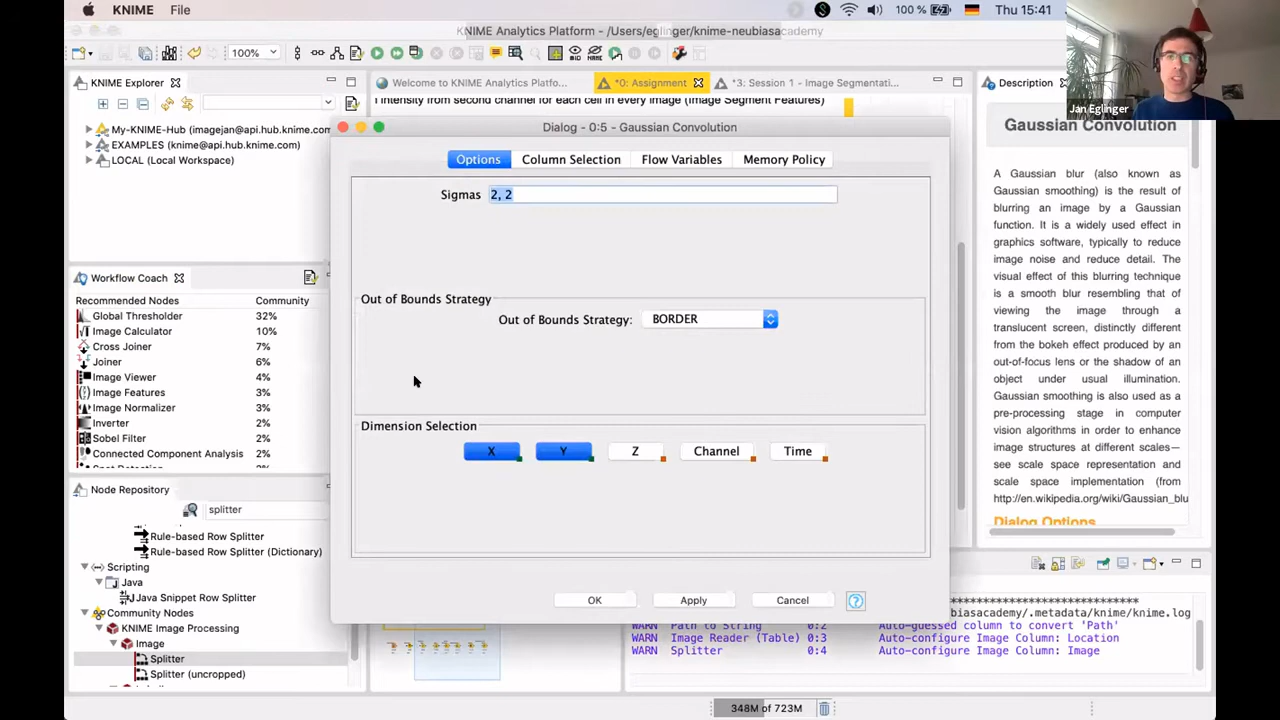 KNIME File
100 %
Thu 15:41
KNIME Analytics Platform - /Users/eglinger/knime-neubiasacademy
100%
KNIME Explorer
Welcome to KNIME Analytics Platfo...
*0: Assignment
*3: Session 1 - Image Segmentati...
Description
Jan Eglinger
My-KNIME-Hub (imagejan@api.hub.knime.com
EXAMPLES (knime@api.hub.knime.com)
LOCAL (Local Workspace)
l intensity from second channel for each cell in every image (Image Segment Features)
Dialog - 0:5 - Gaussian Convolution
Options
Column Selection
Flow Variables
Memory Policy
Sigmas 2, 2
Out of Bounds Strategy
Out of Bounds Strategy: BORDER
Dimension Selection
X
Y
Z
Channel
Time
OK
Apply
Cancel
?
Gaussian Convolution
A Gaussian blur (also known as
Gaussian smoothing) is the result of
blurring an image by a Gaussian
function. It is a widely used effect in
graphics software, typically to reduce
image noise and reduce detail. The
visual effect of this blurring technique
is a smooth blur resembling that of
viewing the image through a
translucent screen, distinctly different
from the bokeh effect produced by an
out-of-focus lens or the shadow of an
object under usual illumination.
Gaussian smoothing is also used as a
pre-processing stage in computer
vision algorithms in order to enhance
image structures at different scales—
see scale space representation and
scale space implementation (from
http://en.wikipedia.org/wiki/Gaussian_blu
Dialog Options
Workflow Coach
Recommended Nodes Community
Global Thresholder 32%
Image Calculator 10%
Cross Joiner 7%
Joiner 6%
Image Viewer 4%
Image Features 3%
Image Normalizer 3%
Inverter 2%
Sobel Filter 2%
Connected Component Analysis 2%
Spot Detection 2%
Node Repository
splitter
Rule-based Row Splitter
Rule-based Row Splitter (Dictionary)
Scripting
Java
Java Snippet Row Splitter
Community Nodes
KNIME Image Processing
Image
Splitter
Splitter (uncropped)
********************************
biasacademy/.metadata/knime/knime.log
WARN Path to String 0:2 Auto-guessed column to convert 'Path'
WARN Image Reader (Table) 0:3 Auto-configure Image Column: Location
WARN Splitter 0:4 Auto-configure Image Column: Image
348M of 723M